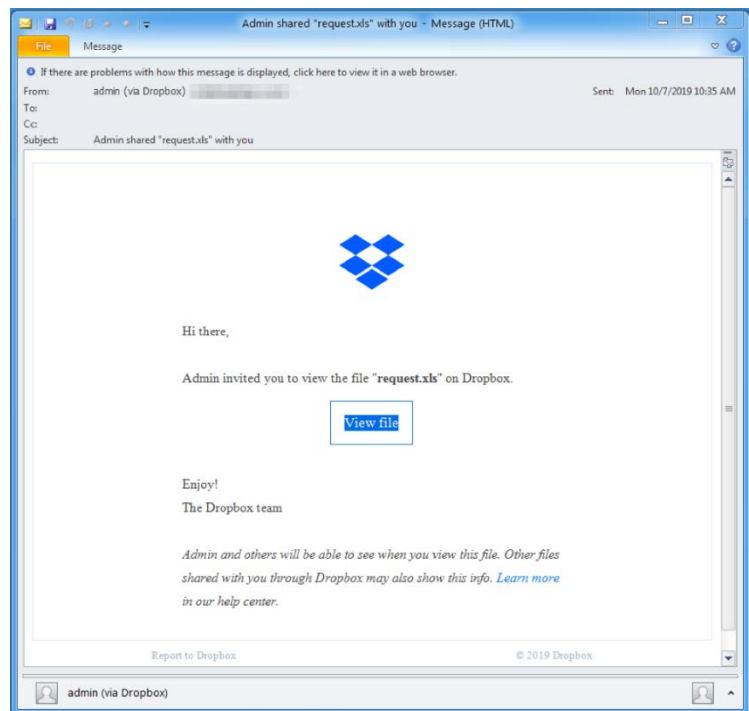 Admin shared "request.xls" with you - Message (HTML)
File Message
If there are problems with how this message is displayed, click here to view it in a web browser.
From: admin (via Dropbox) Sent: Mon 10/7/2019 10:35 AM
To:
Cc:
Subject: Admin shared "request.xls" with you
Hi there,
Admin invited you to view the file "request.xls" on Dropbox.
View file
Enjoy!
The Dropbox team
Admin and others will be able to see when you view this file. Other files
shared with you through Dropbox may also show this info. Learn more
in our help center.
Report to Dropbox © 2019 Dropbox
admin (via Dropbox)